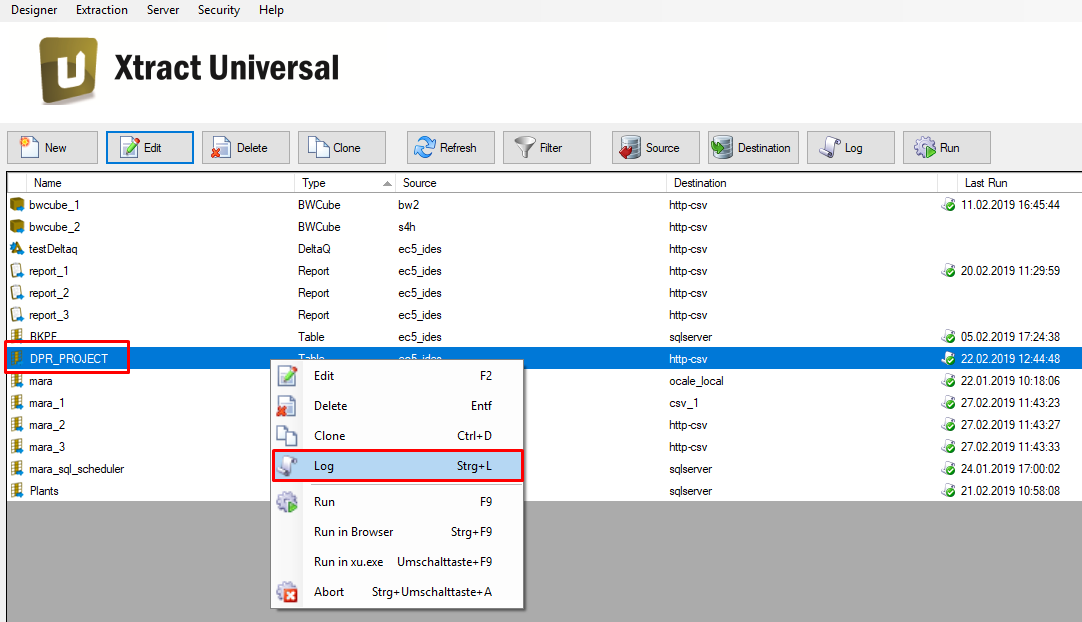 Designer Extraction Server Security Help
Xtract Universal
New Edit Delete Clone Refresh Filter Source Destination Log Run
Name Type Source Destination Last Run
bwcube_1 BWCube bw2 http-csv 11.02.2019 16:45:44
bwcube_2 BWCube s4h http-csv
testDeltaq DeltaQ ec5_ides http-csv
report_1 Report ec5_ides http-csv 20.02.2019 11:29:59
report_2 Report ec5_ides http-csv
report_3 Report ec5_ides http-csv
BKPF Table ec5_ides sqlserver 05.02.2019 17:24:38
DPR_PROJECT Table ec5_ides http-csv 22.02.2019 12:44:48
mara ocale_local 22.01.2019 10:18:06
mara_1 csv_1 27.02.2019 11:43:23
mara_2 http-csv 27.02.2019 11:43:27
mara_3 http-csv 27.02.2019 11:43:33
mara_sql_scheduler sqlserver 24.01.2019 17:00:02
Plants sqlserver 21.02.2019 10:58:08
Edit F2
Delete Entf
Clone Ctrl+D
Log Strg+L
Run F9
Run in Browser Strg+F9
Run in xu.exe Umschalttaste+F9
Abort Strg+Umschalttaste+A